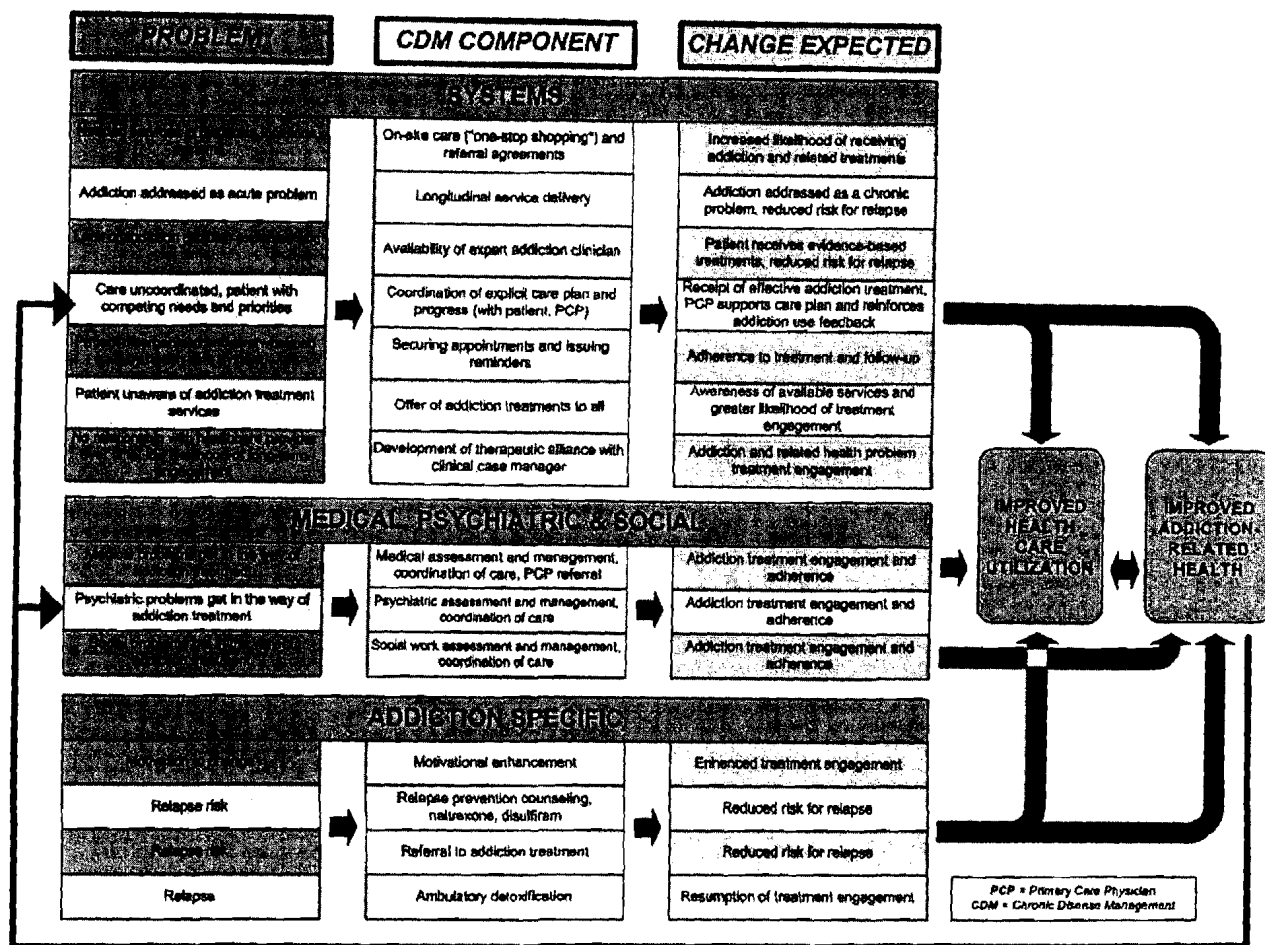 PROBLEM
CDM COMPONENT
CHANGE EXPECTED
SYSTEMS
On-site care ("one-stop shopping") and
referral agreements
Increased likelihood of receiving
addiction and related treatments
Addiction addressed as acute problem
Longitudinal service delivery
Addiction addressed as a chronic
problem, reduced risk for relapse
Availability of expert addiction clinician
Patient receives evidence-based
treatments, reduced risk for relapse
Care uncoordinated, patient with
competing needs and priorities
Coordination of explicit care plan and
progress (with patient, PCP)
Receipt of effective addiction treatment,
PCP supports care plan and reinforces
addiction use feedback
Securing appointments and issuing
reminders
Adherence to treatment and follow-up
Patient unaware of addiction treatment
services
Offer of addiction treatments to all
Awareness of available services and
greater likelihood of treatment
engagement
Development of therapeutic alliance with
clinical case manager
Addiction and related health problem
treatment engagement
MEDICAL, PSYCHIATRIC & SOCIAL
Medical assessment and management,
coordination of care, PCP referral
Addiction treatment engagement and
adherence
Psychiatric problems get in the way of
addiction treatment
Psychiatric assessment and management,
coordination of care
Addiction treatment engagement and
adherence
Social work assessment and management,
coordination of care
Addiction treatment engagement and
adherence
ADDICTION SPECIFIC
Motivational enhancement
Enhanced treatment engagement
Relapse risk
Relapse prevention counseling,
naltrexone, disulfiram
Reduced risk for relapse
Relapse risk
Referral to addiction treatment
Reduced risk for relapse
Relapse
Ambulatory detoxification
Resumption of treatment engagement
IMPROVED
HEALTH
CARE
UTILIZATION
IMPROVED
ADDICTION-
RELATED
HEALTH
PCP = Primary Care Physician
CDM = Chronic Disease Management